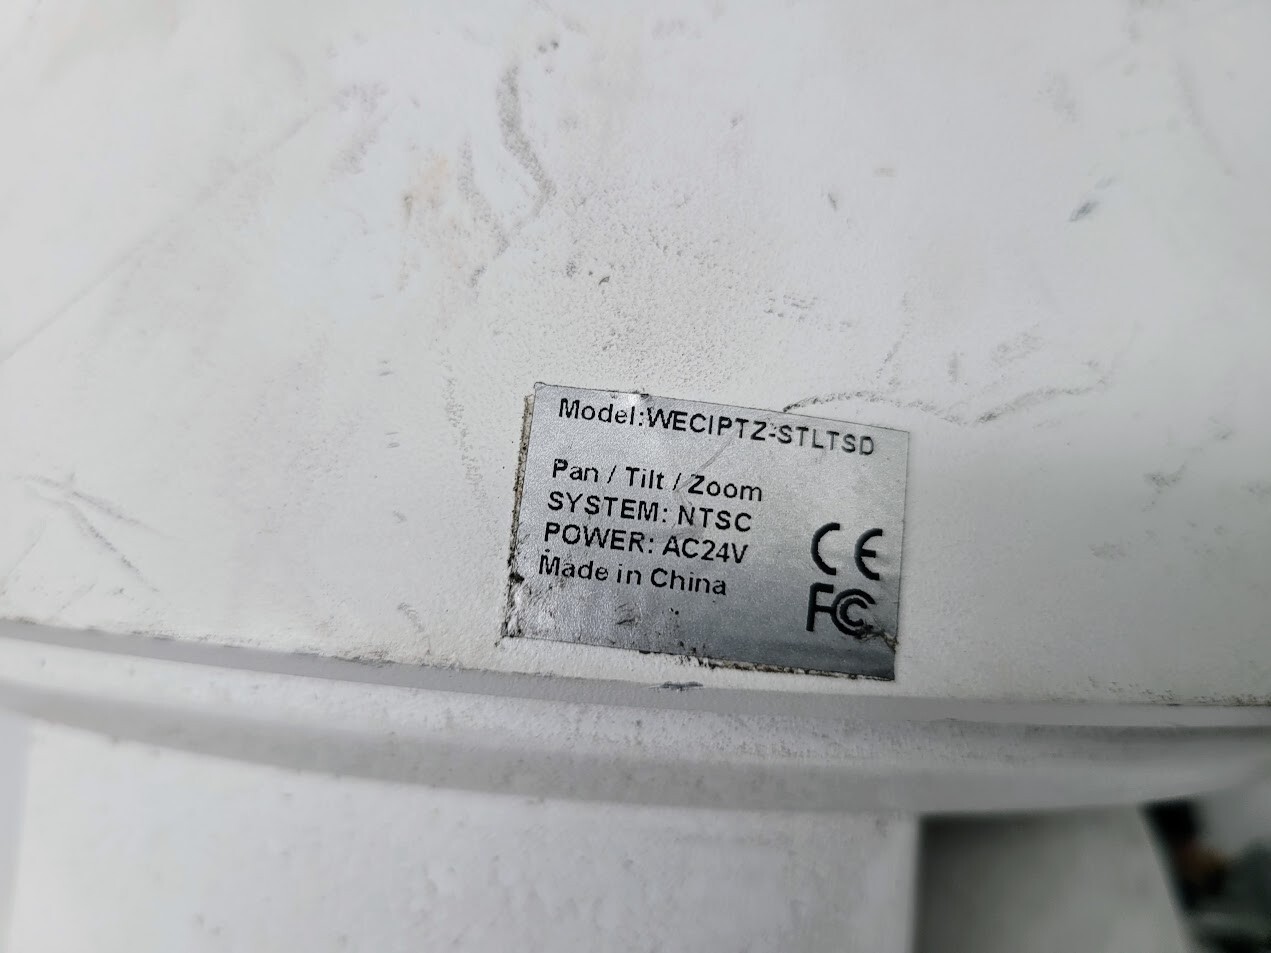 Model:WECIPTZ-STLTSD
Pan / Tilt / Zoom
SYSTEM: NTSC
POWER: AC24V
Made in China
CE
FC